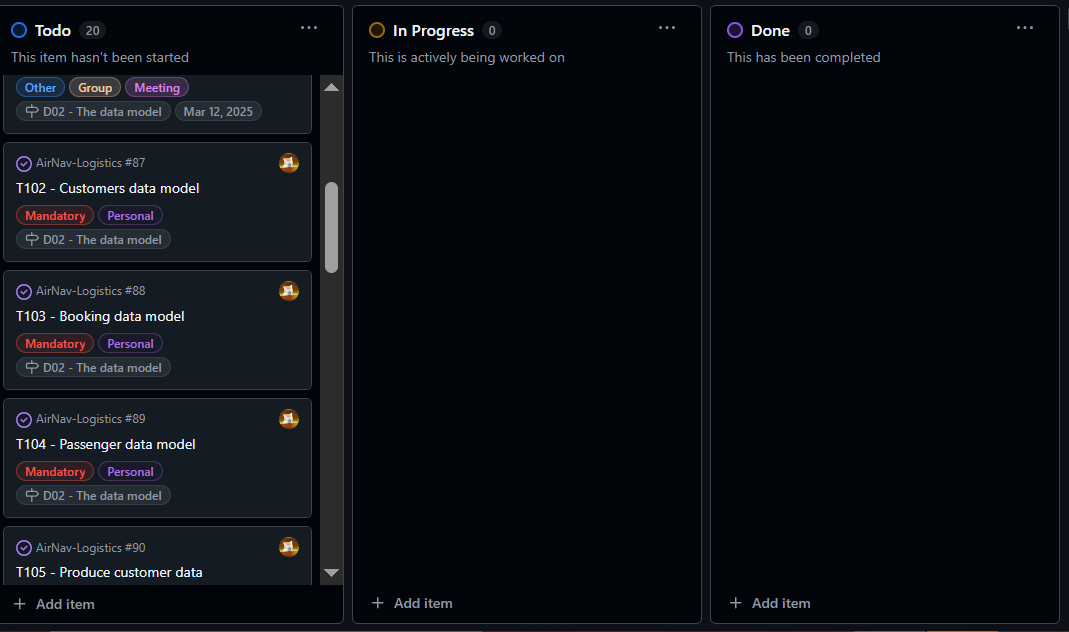 Todo 20
This item hasn't been started
Other Group Meeting
D02 - The data model Mar 12, 2025
AirNav-Logistics #87
T102 - Customers data model
Mandatory Personal
D02 - The data model
AirNav-Logistics #88
T103 - Booking data model
Mandatory Personal
D02 - The data model
AirNav-Logistics #89
T104 - Passenger data model
Mandatory Personal
D02 - The data model
AirNav-Logistics #90
T105 - Produce customer data
+ Add item
In Progress 0
This is actively being worked on
+ Add item
Done 0
This has been completed
+ Add item